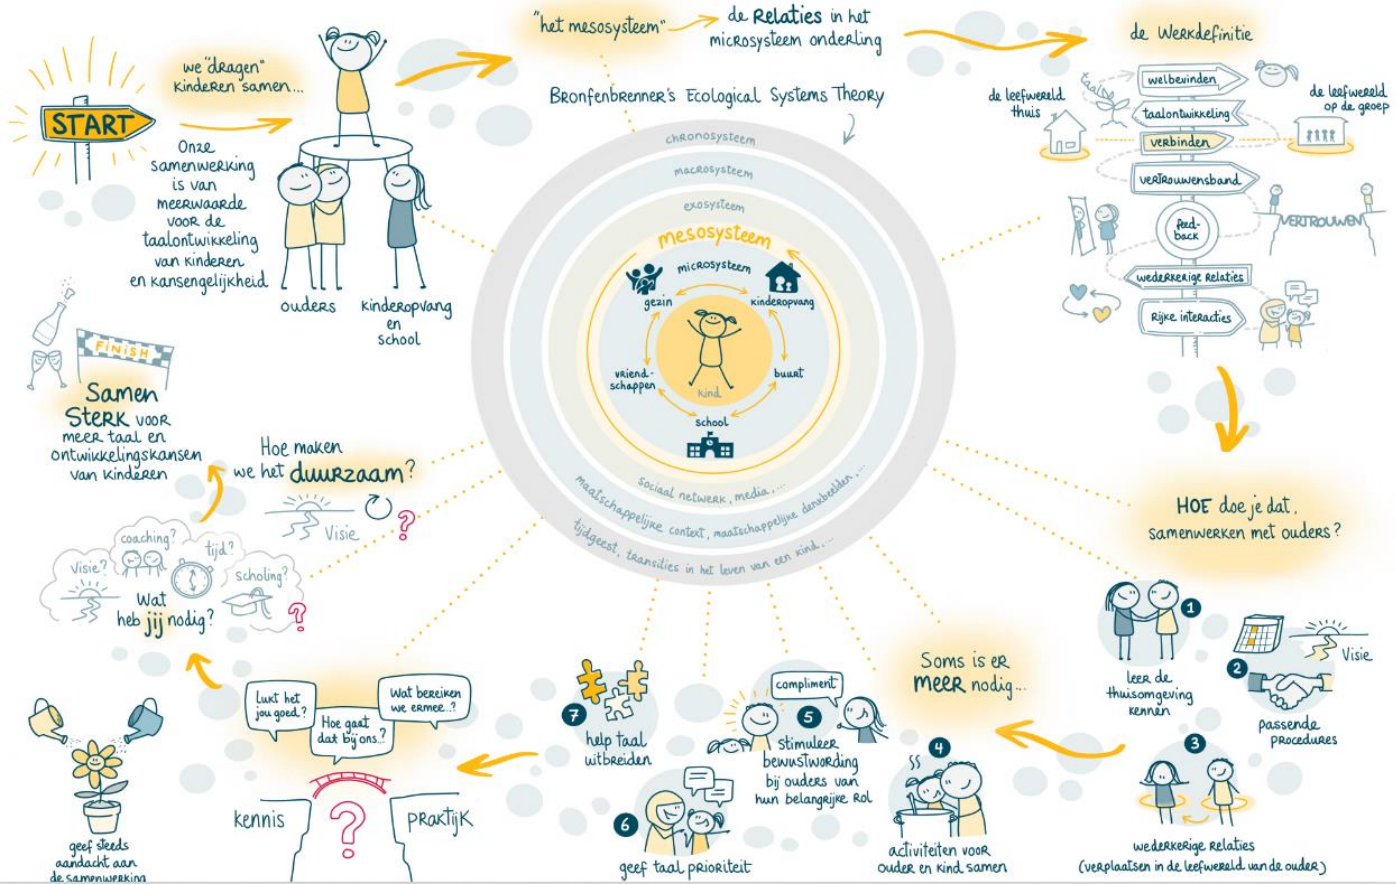 START
we "dragen"
kinderen samen...
Onze
samenwerking
is van
meerwaarde
voor de
taalontwikkeling
van kinderen
en kansengelijkheid
ouders
kinderopvang
en
school
"het mesosysteem"
de Relaties in het
microsysteem onderling
Bronfenbrenner's Ecological Systems Theory
chronosysteem
macrosysteem
exosysteem
mesosysteem
microsysteem
gezin
kinderopvang
vriend-
schappen
buurt
kind
school
sociaal netwerk, media,...
maatschappelijke context, maatschappelijke denkbeelden,...
tijdgeest, transities in het leven van een kind,...
de Werkdefinitie
de leefwereld
thuis
de leefwereld
op de groep
taal
welbevinden
taalontwikkeling
verbinden
vertrouwensband
feed-
back
VERTROUWEN
wederkerige relaties
Rijke interacties
HOE doe je dat,
samenwerken met ouders?
1
leer de
thuisomgeving
kennen
2
Visie
passende
procedures
3
wederkerige relaties
(verplaatsen in de leefwereld van de ouder)
Soms is er
MEER nodig...
4
activiteiten voor
ouder en kind samen
compliment
5
stimuleer
bewustwording
bij ouders van
hun belangrijke rol
6
geef taal prioriteit
7
help taal
uitbreiden
Lukt het
jou goed?
Hoe gaat
dat bij ons..?
Wat bereiken
we ermee..?
kennis
?
praktijk
geef steeds
aandacht aan
de samenwerking
Wat
heb jij nodig?
Visie?
coaching?
tijd?
scholing?
?
Hoe maken
we het duurzaam?
Visie
?
FINISH
Samen
STERK voor
meer taal en
ontwikkelingskansen
van kinderen